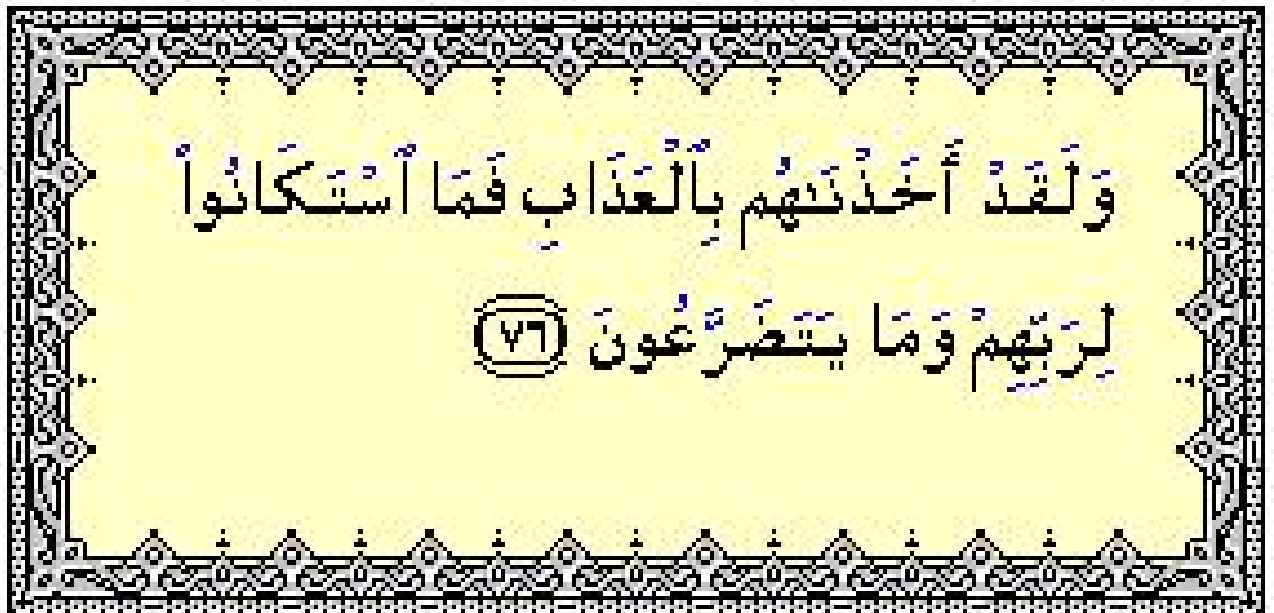 وَلَقَدْ أَخَذْنَٰهُم بِٱلْعَذَابِ فَمَا ٱسْتَكَانُوا۟
لِرَبِّهِمْ وَمَا يَتَضَرَّعُونَ ٧٦